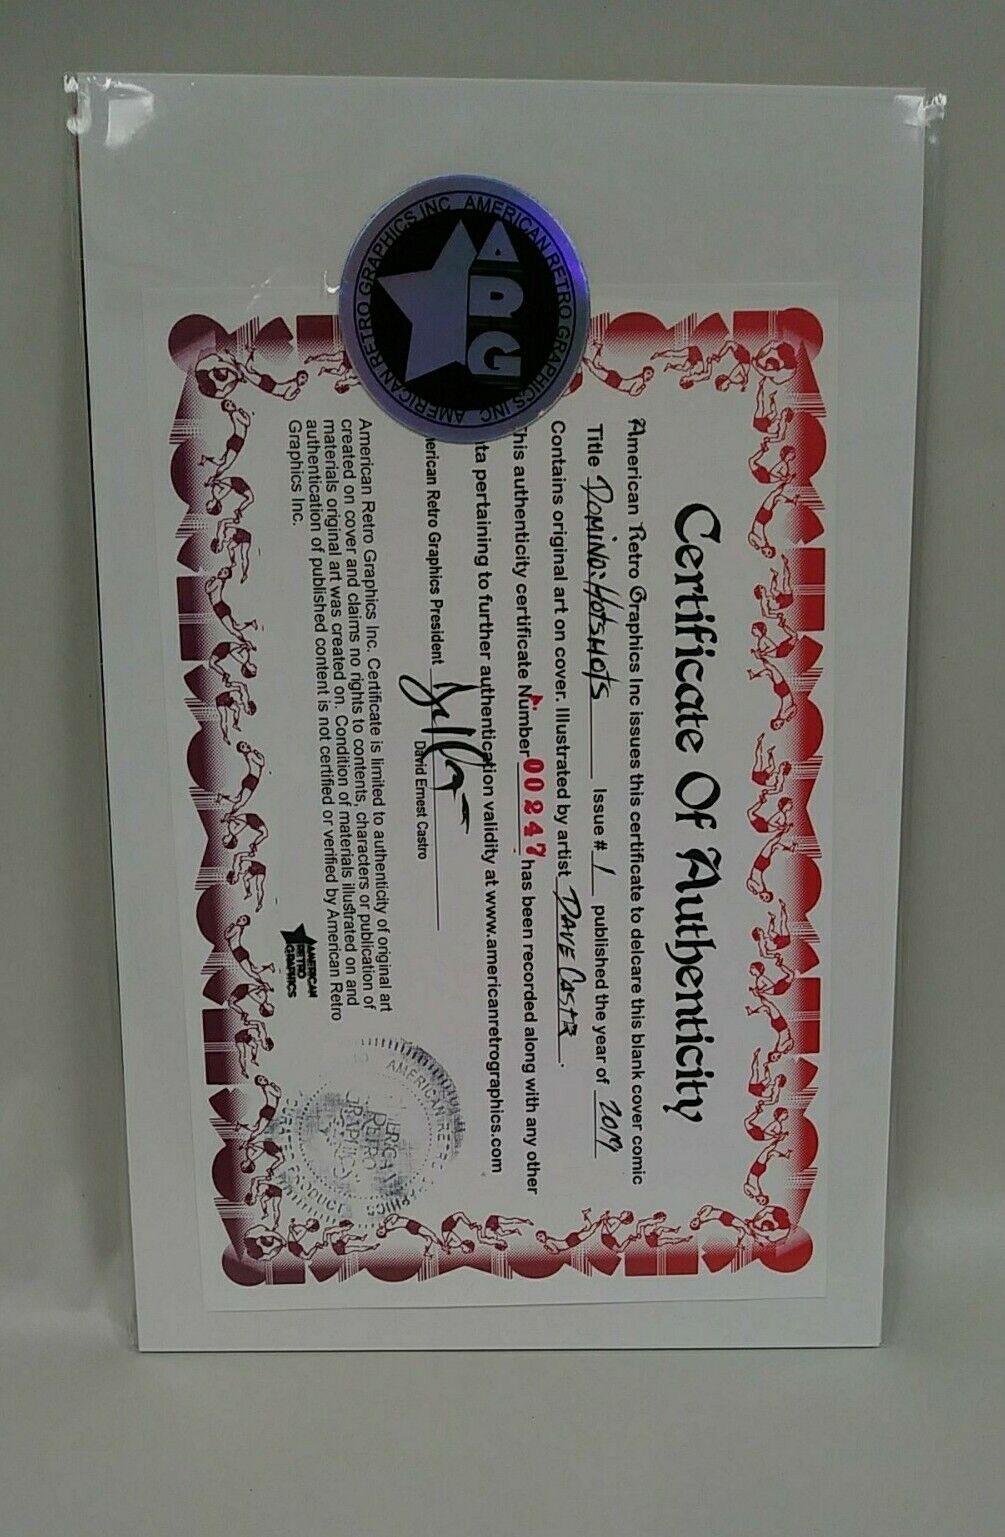 Certificate Of Authenticity
American Retro Graphics Inc issues this certificate to delcare this blank cover comic
Title DOMINO: HOTSHOTS Issue # 1 published the year of 2019
Contains original art on cover. Illustrated by artist DAVE CASTR.
This authenticity certificate Number 00247 has been recorded along with any other
pertaining to further authentication validity at www.americanretrographics.com
American Retro Graphics President
David Ernest Castro
American Retro Graphics Inc. Certificate is limited to authenticity of original art
created on cover and claims no rights to contents, characters or publication of
materials original art was created on. Condition of materials illustrated on and
authentication of published content is not certified or verified by American Retro
Graphics Inc.
AMERICAN
RETRO
GRAPHICS
AMERICAN RETRO GRAPHICS INC AMERICAN RETRO GRAPHICS INC
ARG
AMERICAN RETRO
RETRO
PRODUCT